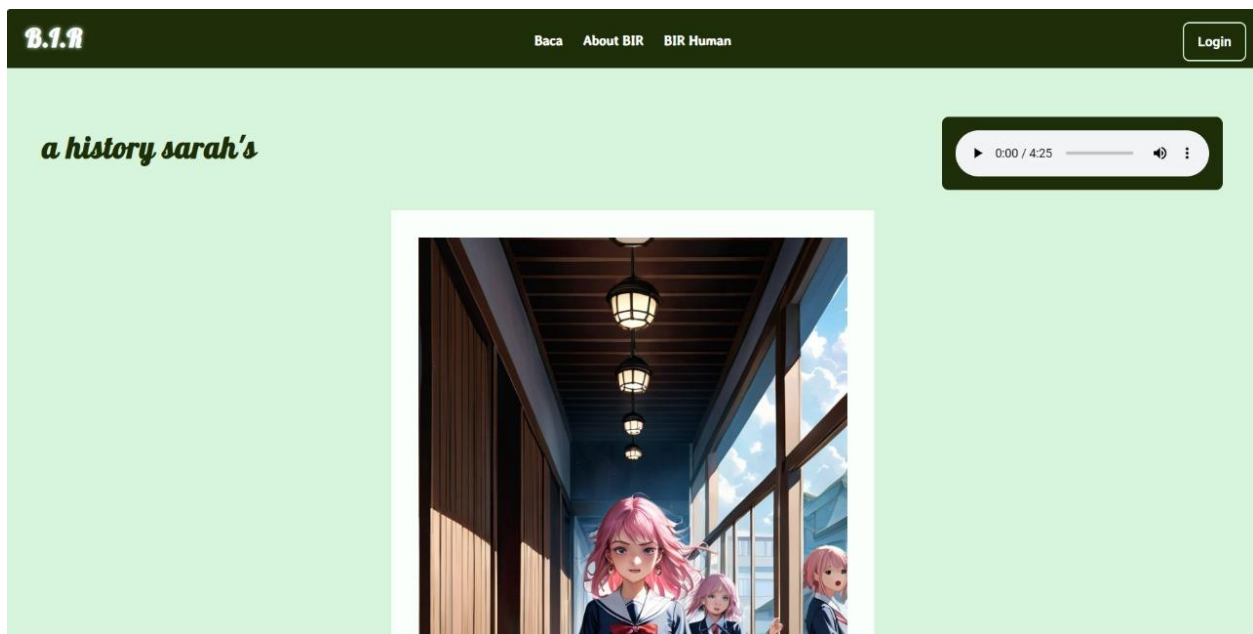 B.I.R
Baca About BIR BIR Human
Login
a history sarah's
0:00 / 4:25